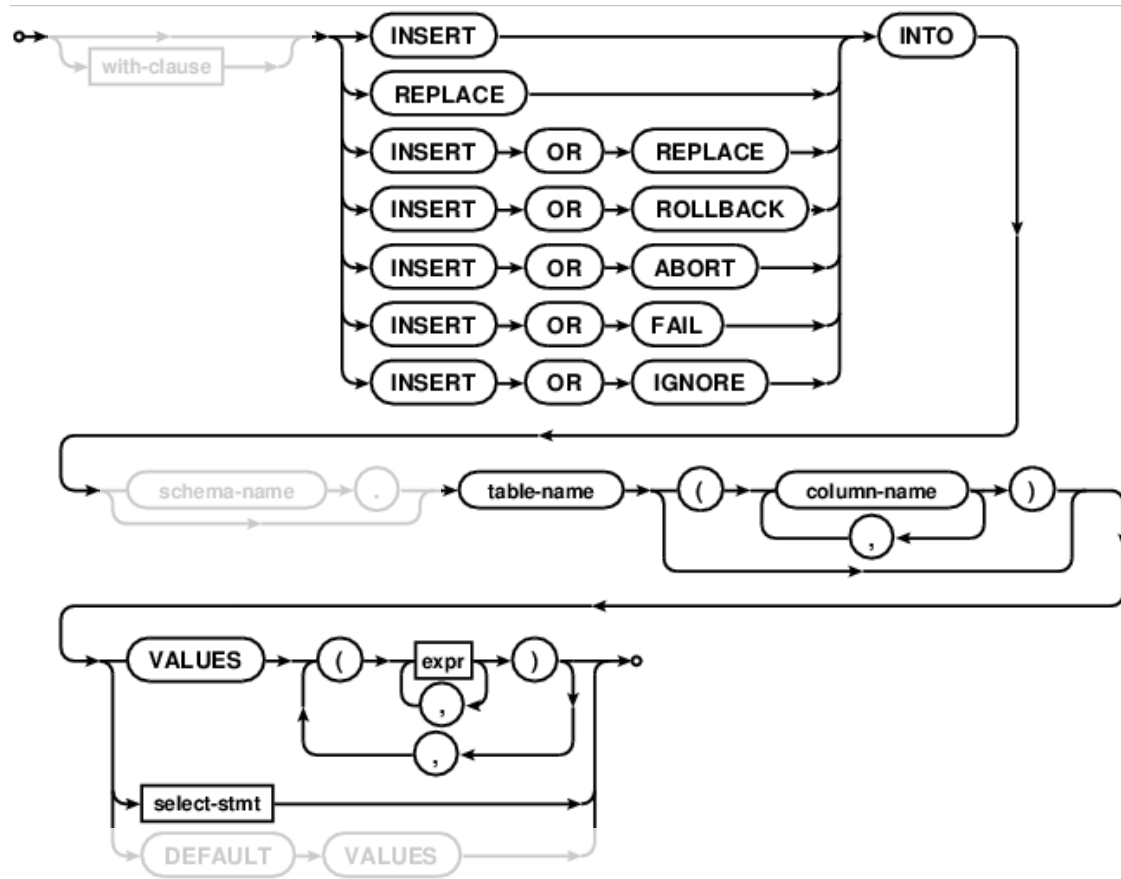 INSERT INTO
with-clause
REPLACE
INSERT OR REPLACE
INSERT OR ROLLBACK
INSERT OR ABORT
INSERT OR FAIL
INSERT OR IGNORE
schema-name . table-name ( column-name )
,
VALUES ( expr )
,
,
select-stmt
DEFAULT VALUES